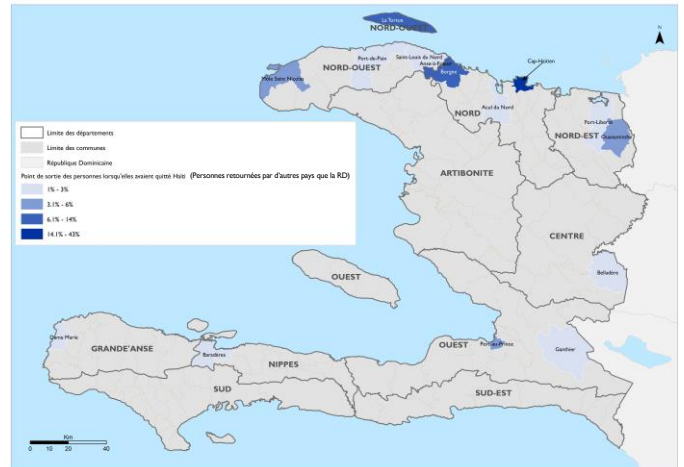 N
La Tortue
NORD-OUEST
Cap-Haïtien
Port-de-Paix
Saint-Louis du Nord
Anse-à-Foleur
NORD-OUEST
Borgne
Môle Saint Nicolas
Acul du Nord
NORD
Fort-Liberté
Ouanaminthe
NORD-EST
Limite des départements
Limite des communes
République Dominicaine
Point de sortie des personnes lorsqu'elles avaient quitté Haïti (Personnes retournées par d'autres pays que la RD)
1% - 3%
3.1% - 6%
6.1% - 14%
14.1% - 43%
ARTIBONITE
CENTRE
OUEST
Belladère
Dame Marie
GRANDE'ANSE
Baradères
OUEST
Port-au-Prince
Ganthier
NIPPES
SUD
SUD-EST
Km
0 10 20 40